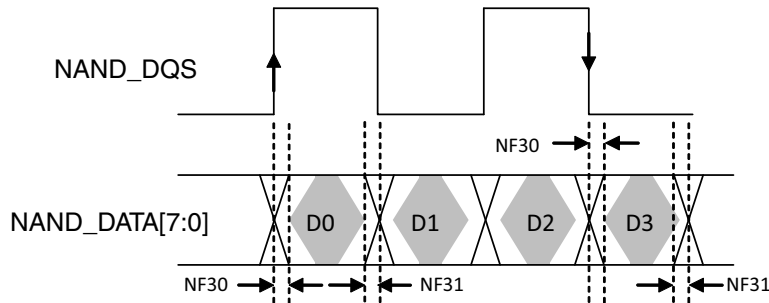 NAND_DQS
NF30
NAND_DATA[7:0] D0 D1 D2 D3
NF30 NF31 NF31